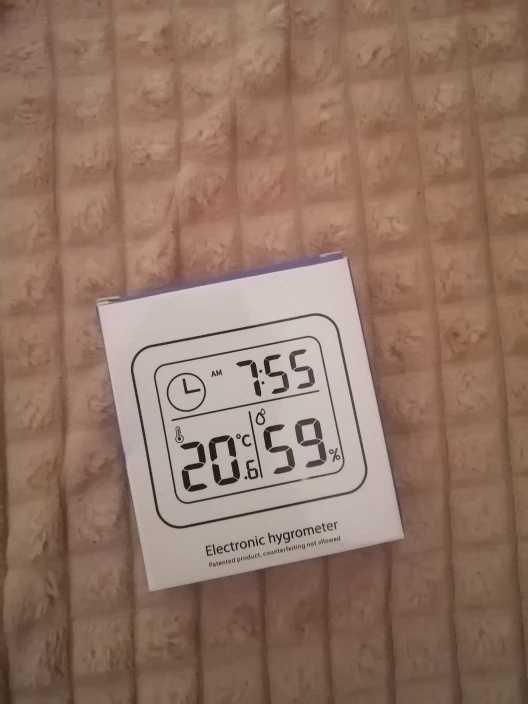 AM 7:55
20.6°C 59%
Electronic hygrometer
Patented product, counterfeiting not allowed